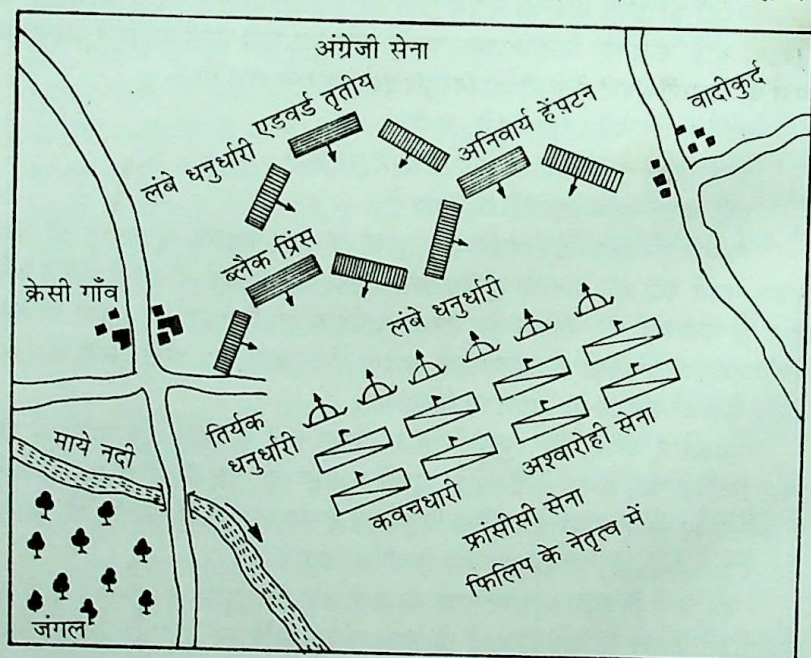 अंग्रेजी सेना
वादीकुर्द
लंबे धनुर्धारी एडवर्ड तृतीय
अनिवार्य हेंपटन
ब्लैक प्रिंस
क्रेसी गाँव
लंबे धनुर्धारी
तिर्यक
धनुर्धारी
माये नदी
कवचधारी
अश्वारोही सेना
फ्रांसीसी सेना
फिलिप के नेतृत्व में
जंगल